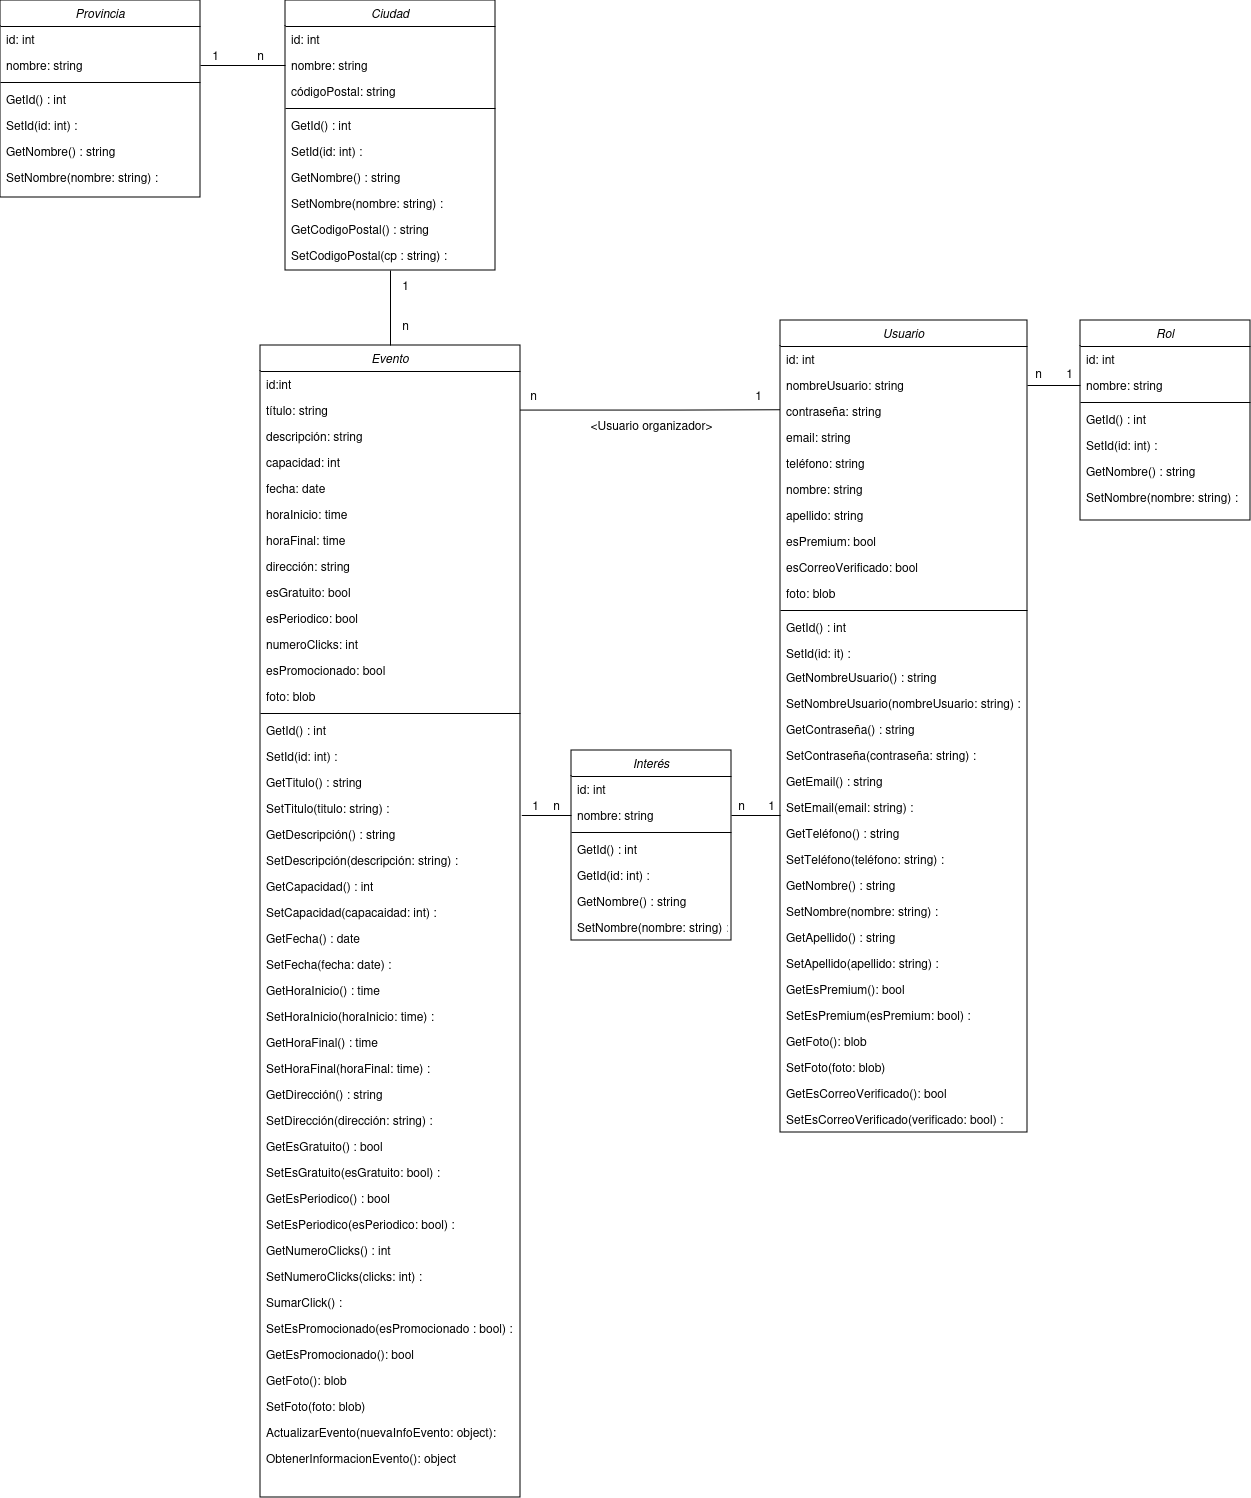 Provincia
id: int
nombre: string
GetId() : int
SetId(id: int) :
GetNombre() : string
SetNombre(nombre: string) :
1
n
Ciudad
id: int
nombre: string
códigoPostal: string
GetId() : int
SetId(id: int) :
GetNombre() : string
SetNombre(nombre: string) :
GetCodigoPostal() : string
SetCodigoPostal(cp : string) :
1
n
Evento
id:int
título: string
descripción: string
capacidad: int
fecha: date
horaInicio: time
horaFinal: time
dirección: string
esGratuito: bool
esPeriodico: bool
numeroClicks: int
esPromocionado: bool
foto: blob
GetId() : int
SetId(id: int) :
GetTitulo() : string
SetTitulo(titulo: string) :
GetDescripción() : string
SetDescripción(descripción: string) :
GetCapacidad() : int
SetCapacidad(capacaidad: int) :
GetFecha() : date
SetFecha(fecha: date) :
GetHoraInicio() : time
SetHoraInicio(horaInicio: time) :
GetHoraFinal() : time
SetHoraFinal(horaFinal: time) :
GetDirección() : string
SetDirección(dirección: string) :
GetEsGratuito() : bool
SetEsGratuito(esGratuito: bool) :
GetEsPeriodico() : bool
SetEsPeriodico(esPeriodico: bool) :
GetNumeroClicks() : int
SetNumeroClicks(clicks: int) :
SumarClick() :
SetEsPromocionado(esPromocionado : bool) :
GetEsPromocionado(): bool
GetFoto(): blob
SetFoto(foto: blob)
ActualizarEvento(nuevaInfoEvento: object):
ObtenerInformacionEvento(): object
n
1
<Usuario organizador>
1
n
Interés
id: int
nombre: string
GetId() : int
GetId(id: int) :
GetNombre() : string
SetNombre(nombre: string) :
n
1
Usuario
id: int
nombreUsuario: string
contraseña: string
email: string
teléfono: string
nombre: string
apellido: string
esPremium: bool
esCorreoVerificado: bool
foto: blob
GetId() : int
SetId(id: it) :
GetNombreUsuario() : string
SetNombreUsuario(nombreUsuario: string) :
GetContraseña() : string
SetContraseña(contraseña: string) :
GetEmail() : string
SetEmail(email: string) :
GetTeléfono() : string
SetTeléfono(teléfono: string) :
GetNombre() : string
SetNombre(nombre: string) :
GetApellido() : string
SetApellido(apellido: string) :
GetEsPremium(): bool
SetEsPremium(esPremium: bool) :
GetFoto(): blob
SetFoto(foto: blob)
GetEsCorreoVerificado(): bool
SetEsCorreoVerificado(verificado: bool) :
n
1
Rol
id: int
nombre: string
GetId() : int
SetId(id: int) :
GetNombre() : string
SetNombre(nombre: string) :